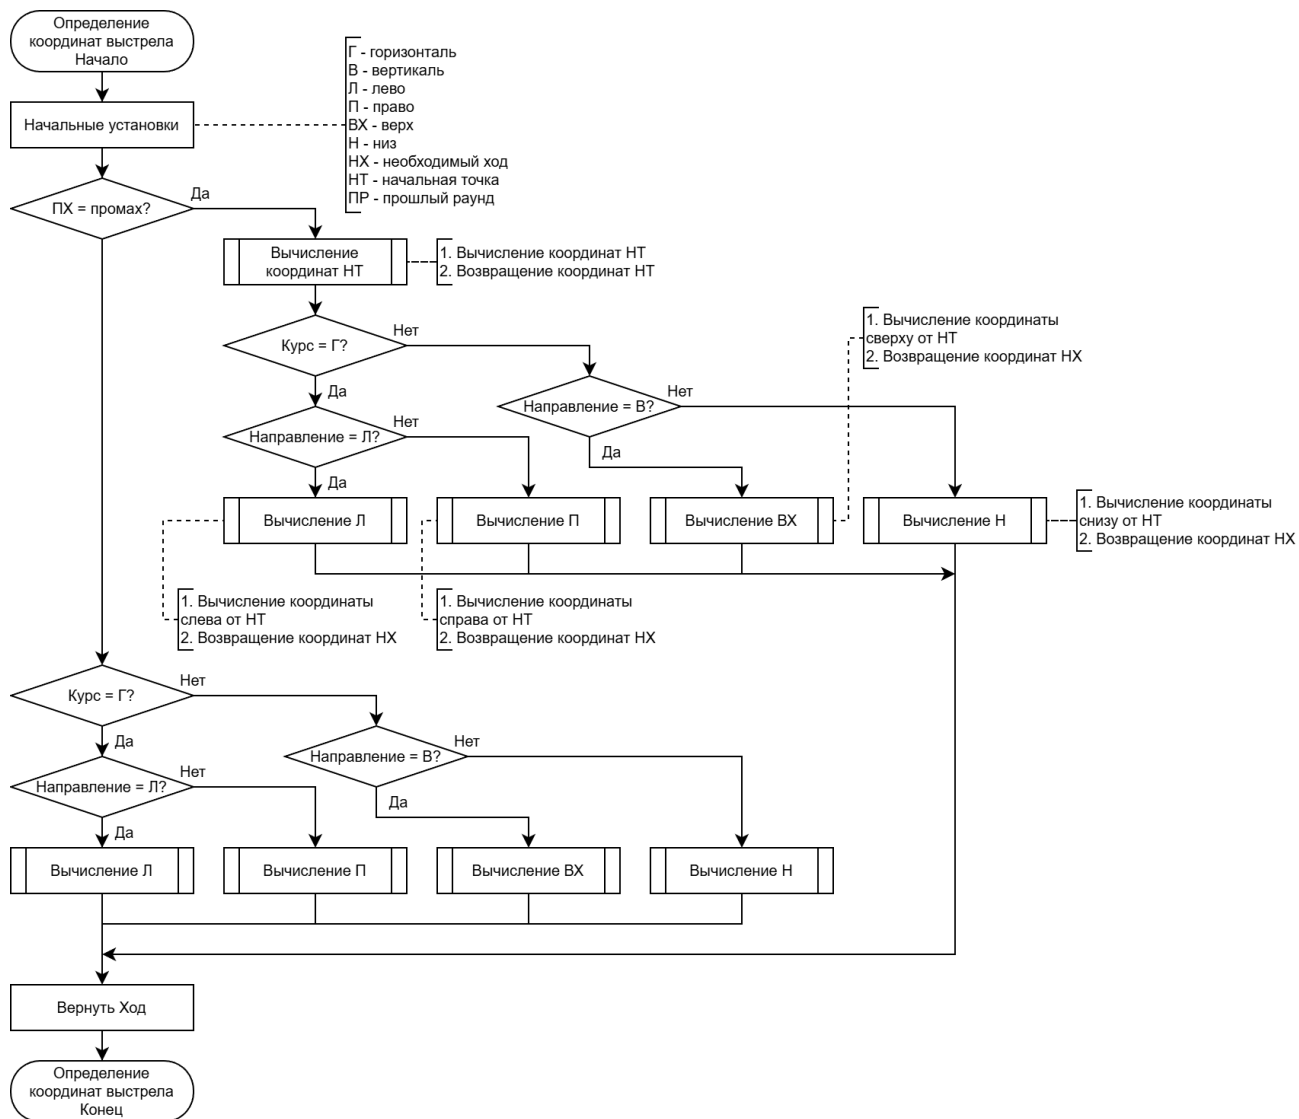 Определение
координат выстрела
Начало
Г - горизонталь
В - вертикаль
Л - лево
П - право
ВХ - верх
Н - низ
НХ - необходимый ход
НТ - начальная точка
ПР - прошлый раунд
Начальные установки
ПХ = промах?
Да
Вычисление
координат НТ
1. Вычисление координат НТ
2. Возвращение координат НТ
Курс = Г?
Нет
1. Вычисление координаты
сверху от НТ
2. Возвращение координат НХ
Да
Направление = В?
Нет
Направление = Л?
Нет
Да
Да
Вычисление Л
Вычисление П
Вычисление ВХ
Вычисление Н
1. Вычисление координаты
снизу от НТ
2. Возвращение координат НХ
1. Вычисление координаты
слева от НТ
2. Возвращение координат НХ
1. Вычисление координаты
справа от НТ
2. Возвращение координат НХ
Курс = Г?
Нет
Да
Направление = В?
Нет
Направление = Л?
Нет
Да
Да
Вычисление Л
Вычисление П
Вычисление ВХ
Вычисление Н
Вернуть Ход
Определение
координат выстрела
Конец